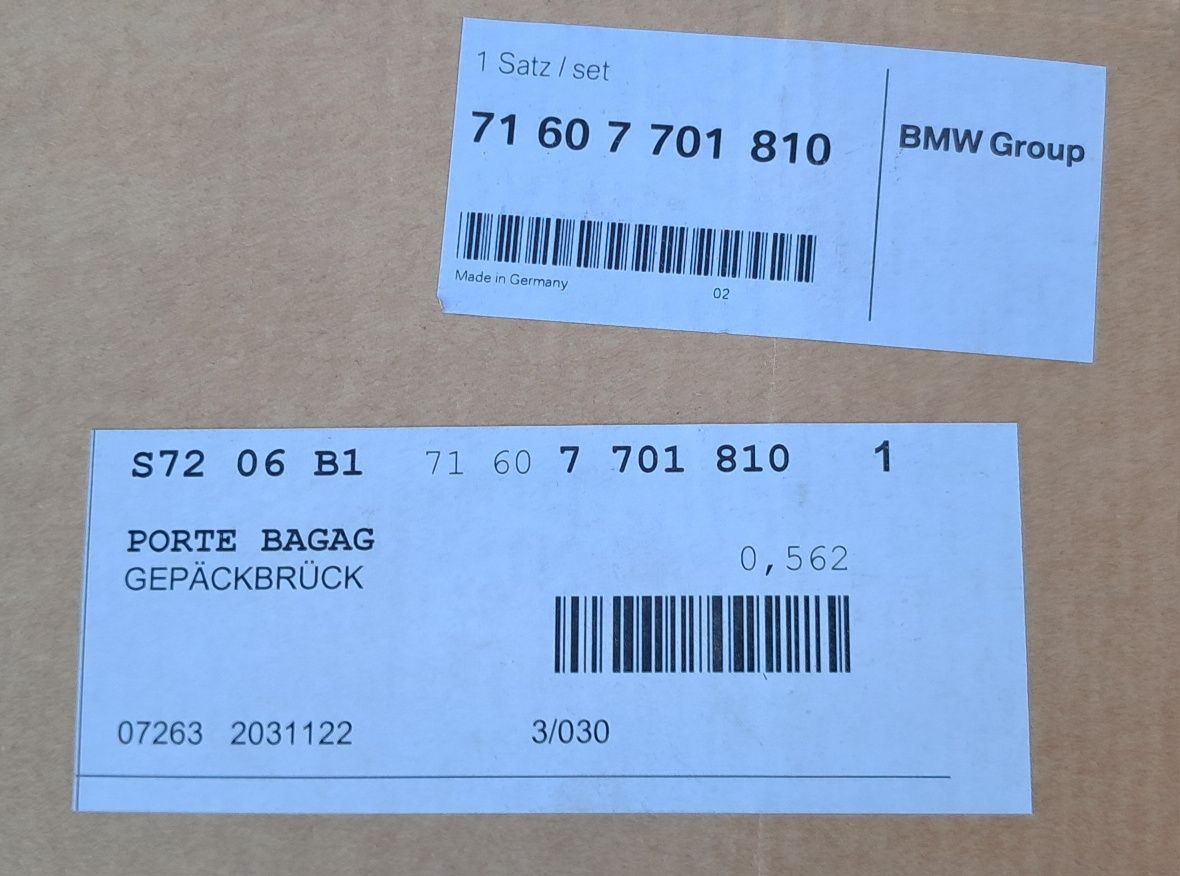 1 Satz / set
71 60 7 701 810
BMW Group
Made in Germany 02
S72 06 B1 71 60 7 701 810 1
PORTE BAGAG
GEPÄCKBRÜCK
0,562
07263 2031122 3/030